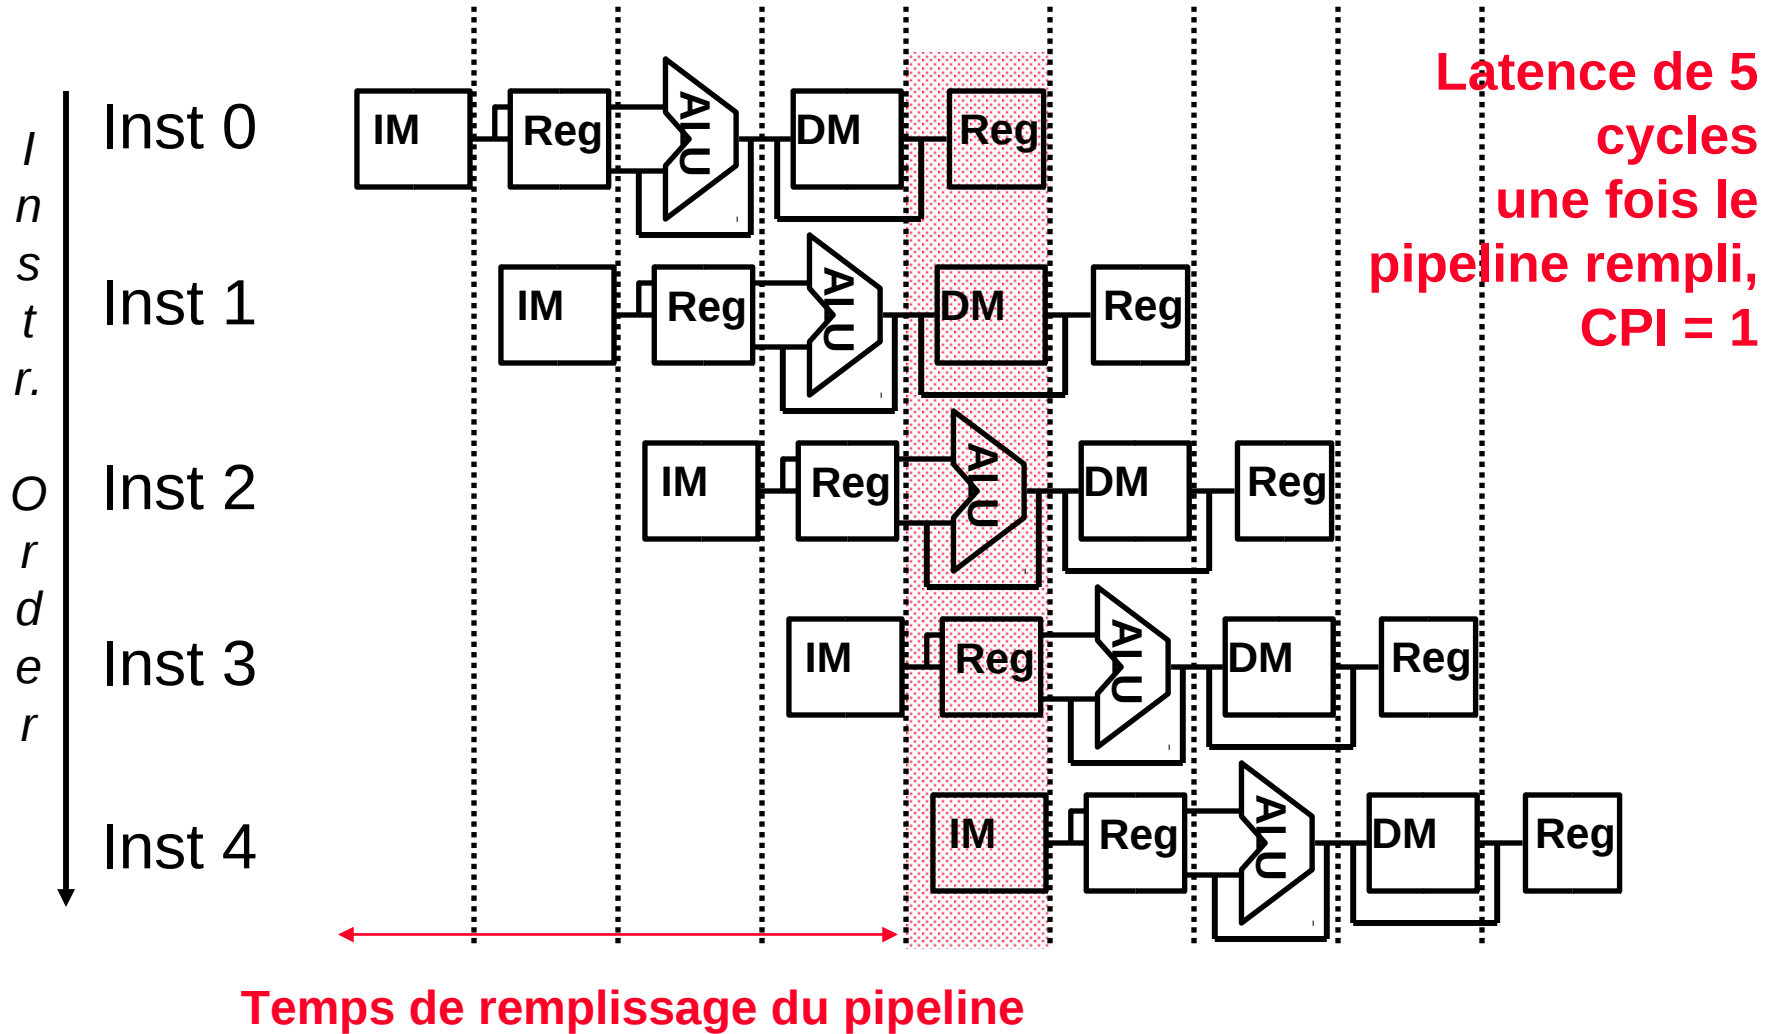 Latence de 5
cycles
une fois le
pipeline rempli,
CPI = 1
Instr. Order
Inst 0
IM Reg ALU DM Reg
Inst 1
IM Reg ALU DM Reg
Inst 2
IM Reg ALU DM Reg
Inst 3
IM Reg ALU DM Reg
Inst 4
IM Reg ALU DM Reg
Temps de remplissage du pipeline